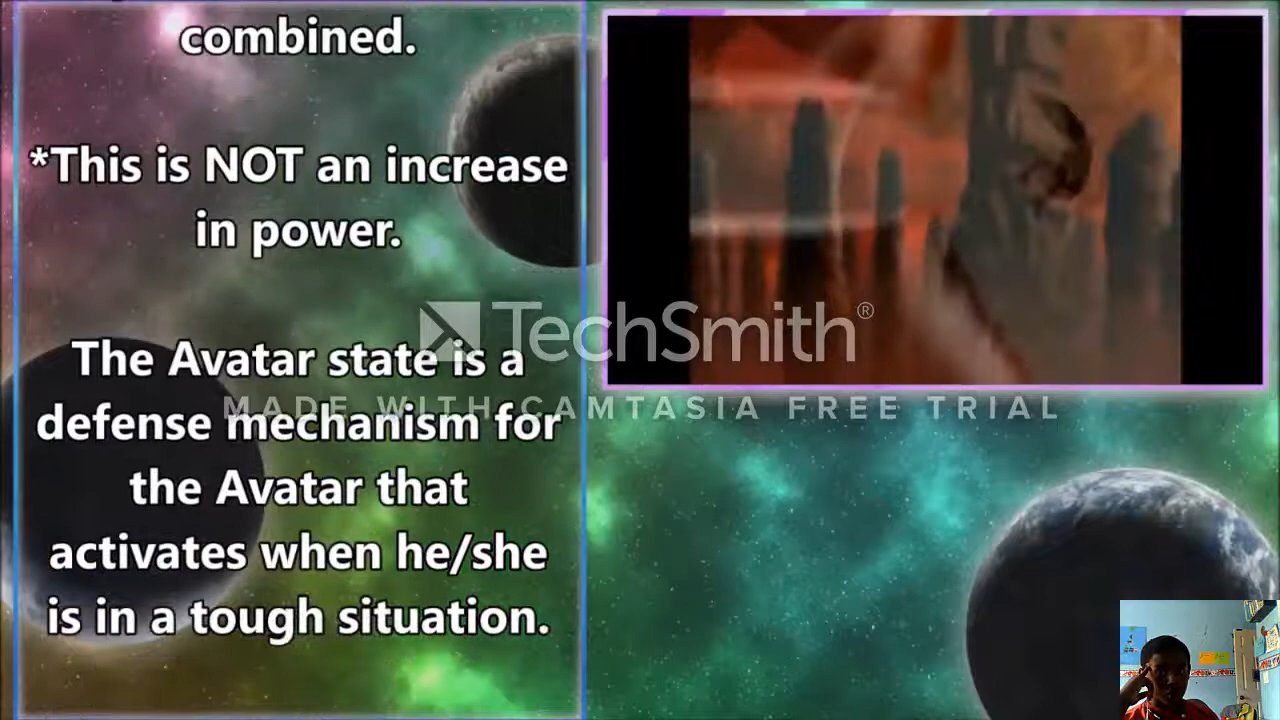 combined.
*This is NOT an increase
in power.
The Avatar state is a
defense mechanism for
the Avatar that
activates when he/she
is in a tough situation.
TechSmith®
MADE WITH CAMTASIA FREE TRIAL